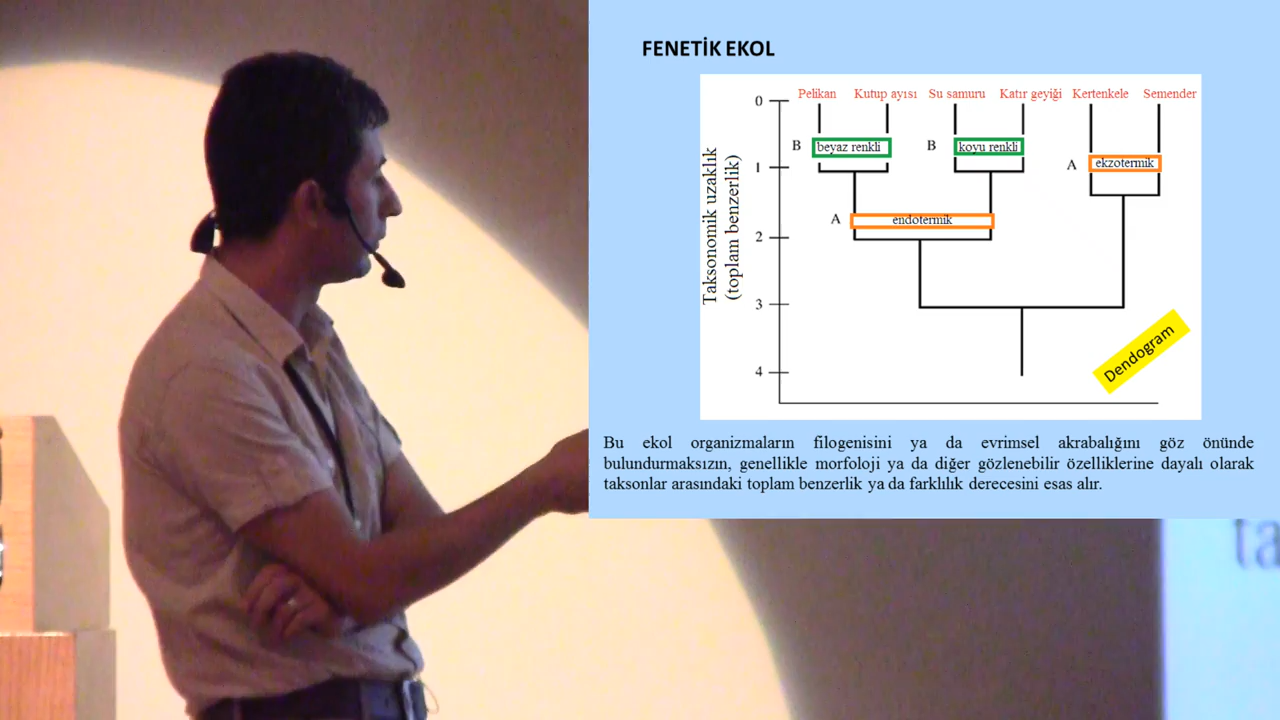 FENETİK EKOL
Pelikan Kutup ayısı Su samuru Katır geyiği Kertenkele Semender
0
B beyaz renkli B koyu renkli
A ekzotermik
1
A endotermik
2
3
4
Taksonomik uzaklık
(toplam benzerlik)
Dendogram
Bu ekol organizmaların filogenisini ya da evrimsel akrabalığını göz önünde
bulundurmaksızın, genellikle morfoloji ya da diğer gözlenebilir özelliklerine dayalı olarak
taksonlar arasındaki toplam benzerlik ya da farklılık derecesini esas alır.
ta